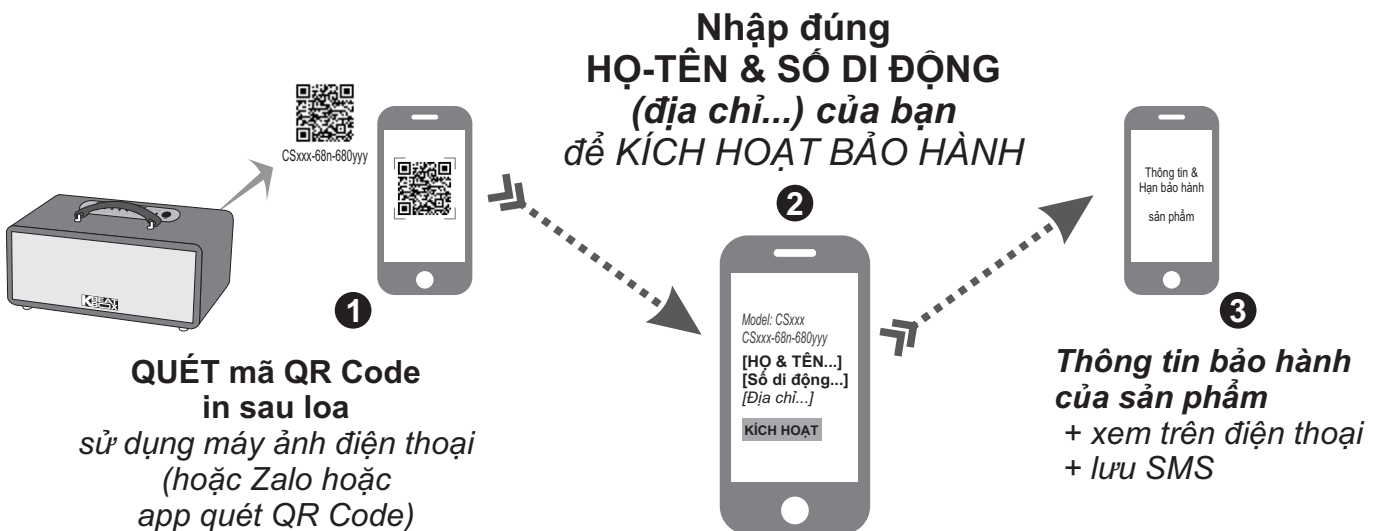 Nhập đúng
HỌ-TÊN & SỐ DI ĐỘNG
(địa chỉ...) của bạn
để KÍCH HOẠT BẢO HÀNH
CSxxx-68n-680yyy
KBEATBOX
1
QUÉT mã QR Code
in sau loa
sử dụng máy ảnh điện thoại
(hoặc Zalo hoặc
app quét QR Code)
2
Model: CSxxx
CSxxx-68n-680yyy
[HỌ & TÊN...]
[Số di động...]
[Địa chỉ...]
KÍCH HOẠT
Thông tin &
Hạn bảo hành
sản phẩm
3
Thông tin bảo hành
của sản phẩm
+ xem trên điện thoại
+ lưu SMS